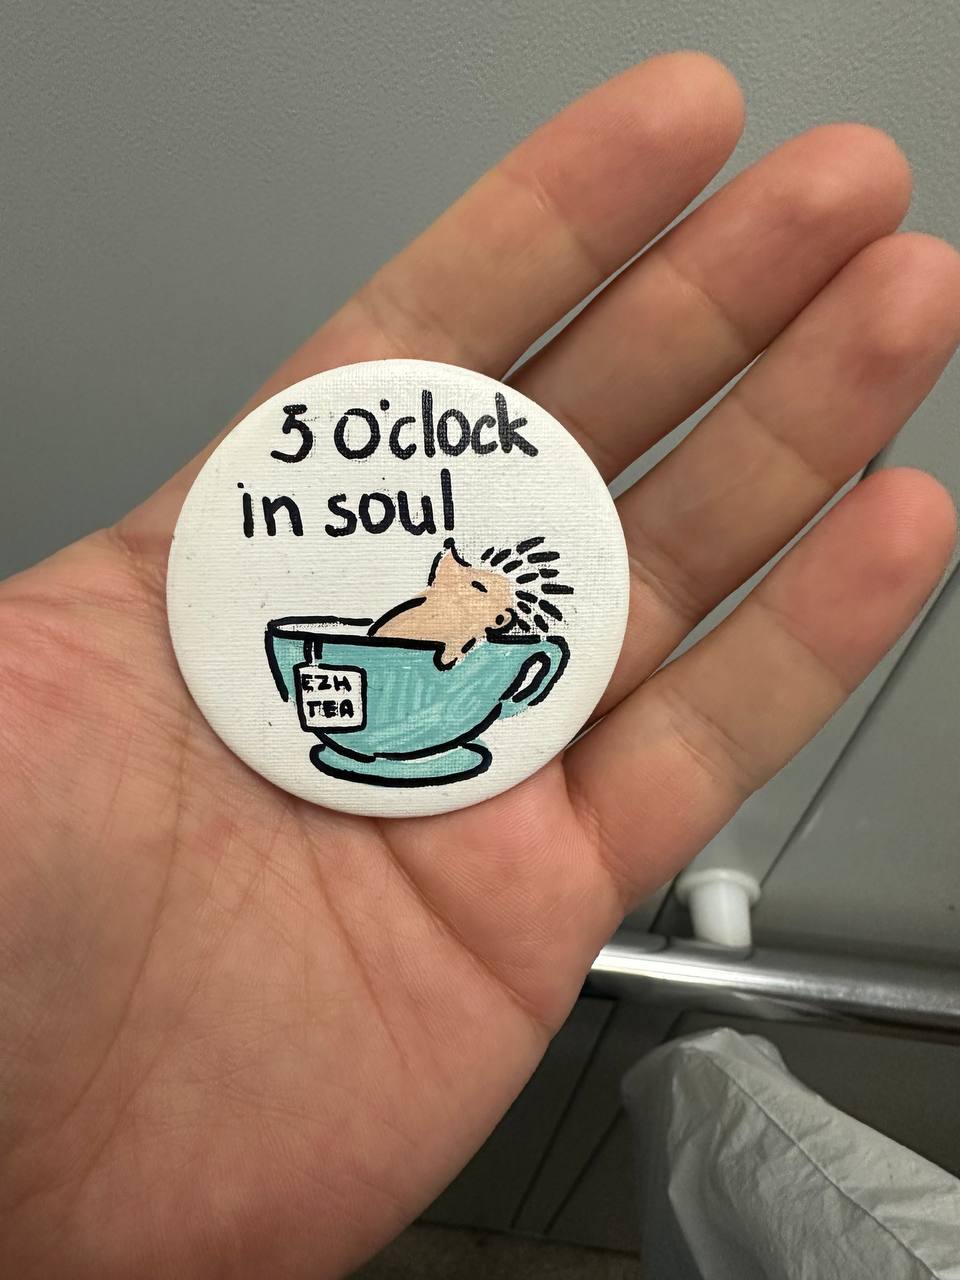 5 O'clock
in soul
EZH
TEA